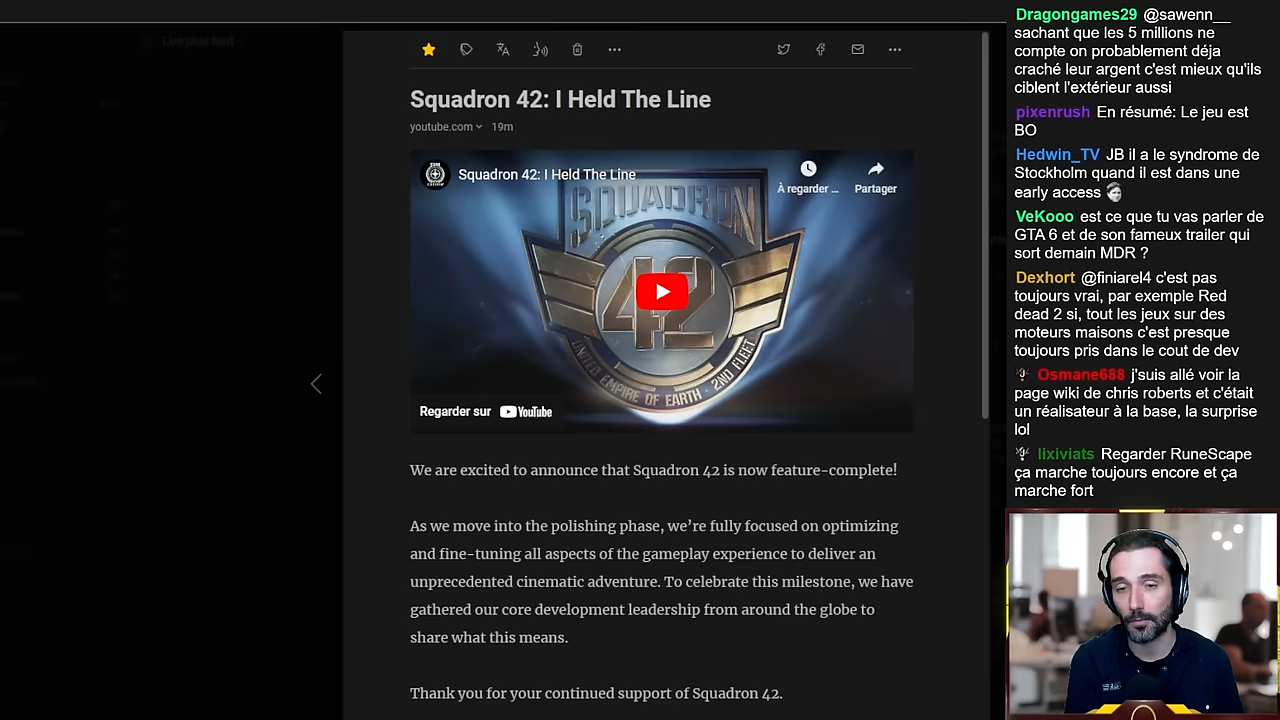 Squadron 42: I Held The Line
youtube.com
19m
Squadron 42: I Held The Line
À regarder ...
Partager
SQUADRON
42
UNITED EMPIRE OF EARTH · 2ND FLEET
Regarder sur YouTube
We are excited to announce that Squadron 42 is now feature-complete!
As we move into the polishing phase, we’re fully focused on optimizing
and fine-tuning all aspects of the gameplay experience to deliver an
unprecedented cinematic adventure. To celebrate this milestone, we have
gathered our core development leadership from around the globe to
share what this means.
Thank you for your continued support of Squadron 42.
Dragongames29 @sawenn__
sachant que les 5 millions ne
compte on probablement déja
craché leur argent c'est mieux qu'ils
ciblent l'extérieur aussi
pixenrush En résumé: Le jeu est
BO
Hedwin_TV JB il a le syndrome de
Stockholm quand il est dans une
early access
VeKooo est ce que tu vas parler de
GTA 6 et de son fameux trailer qui
sort demain MDR ?
Dexhort @finiarel4 c'est pas
toujours vrai, par exemple Red
dead 2 si, tout les jeux sur des
moteurs maisons c'est presque
toujours pris dans le cout de dev
Osmane688 j'suis allé voir la
page wiki de chris roberts et c'était
un réalisateur à la base, la surprise
lol
lixiviats Regarder RuneScape
ça marche toujours encore et ça
marche fort